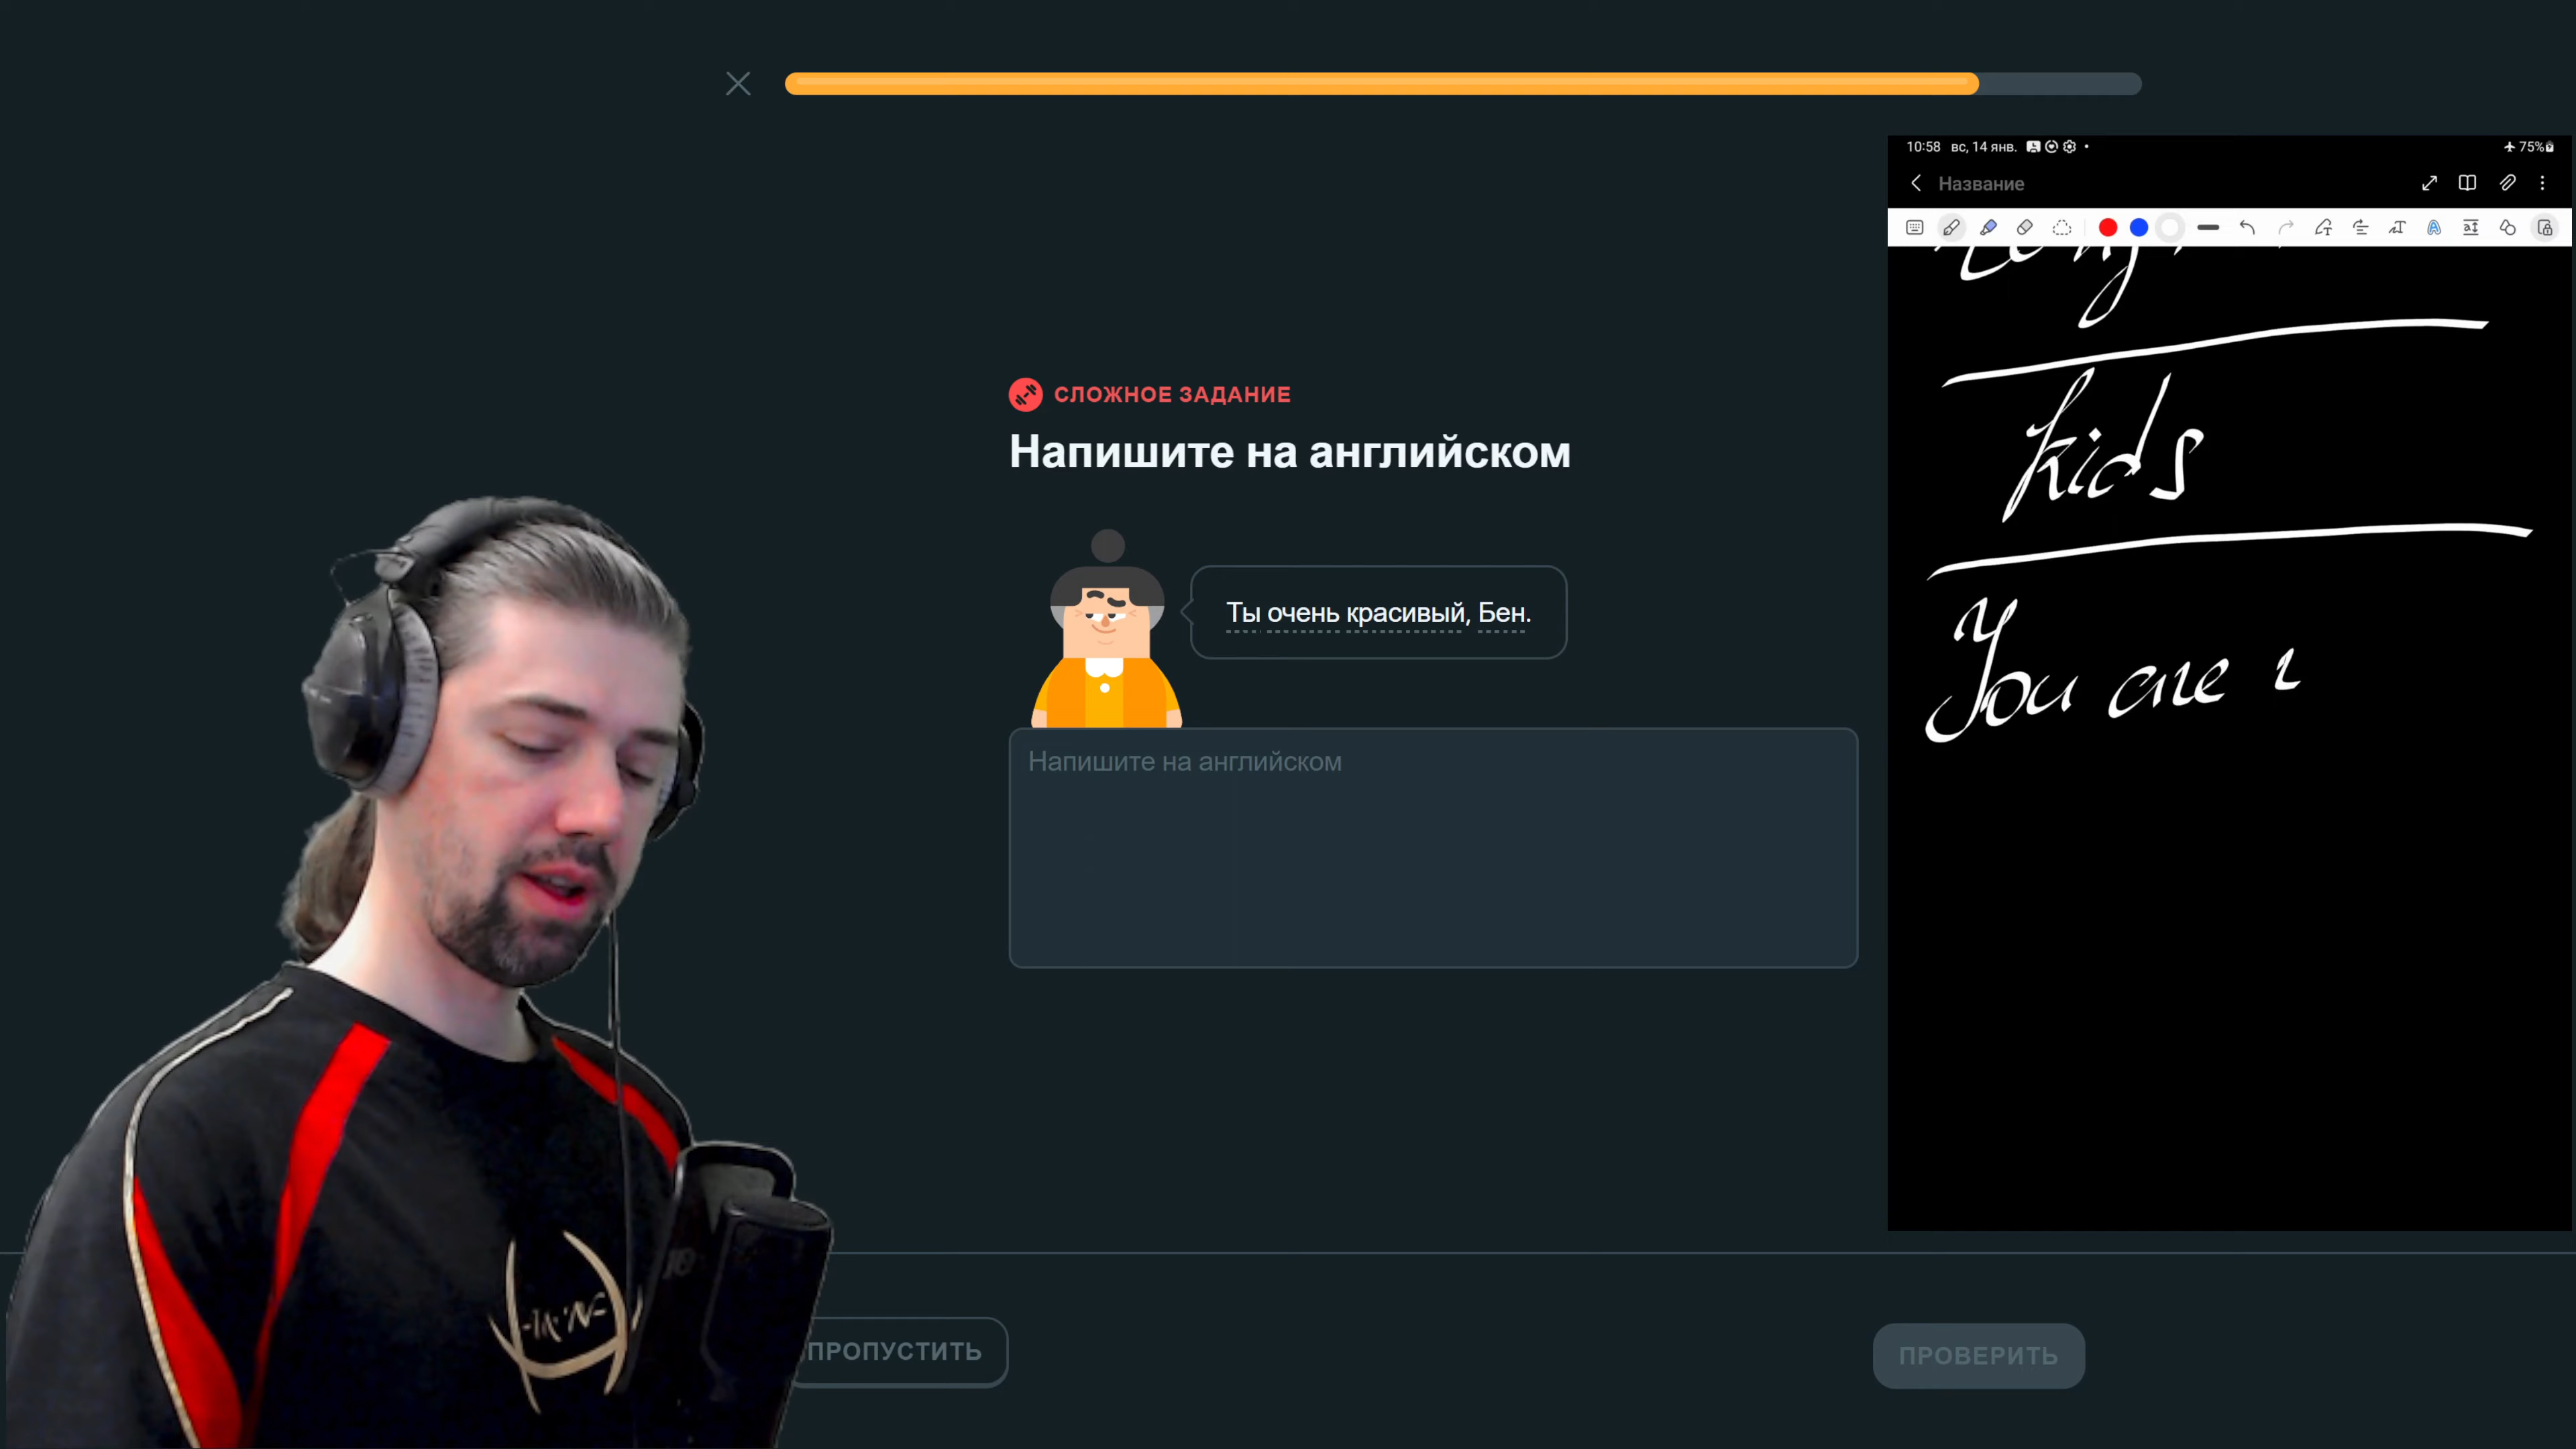 10:58 вс, 14 янв. 75%
Название
kids
You are
СЛОЖНОЕ ЗАДАНИЕ
Напишите на английском
Ты очень красивый, Бен.
Напишите на английском
ПРОПУСТИТЬ
ПРОВЕРИТЬ